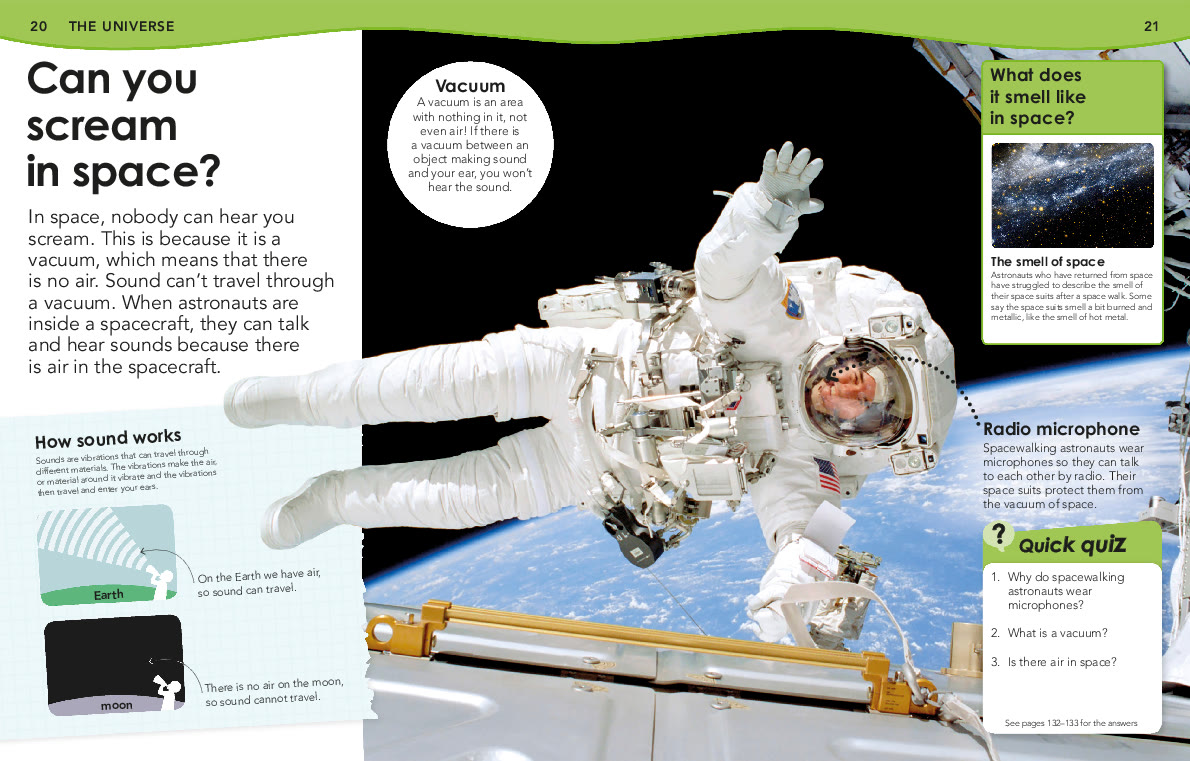 20 THE UNIVERSE
21
Can you
scream
in space?
In space, nobody can hear you
scream. This is because it is a
vacuum, which means that there
is no air. Sound can't travel through
a vacuum. When astronauts are
inside a spacecraft, they can talk
and hear sounds because there
is air in the spacecraft.
How sound works
Sounds are vibrations that can travel through
different materials. The vibrations make the air,
or material around it vibrate and the vibrations
then travel and enter your ears.
Earth
On the Earth we have air,
so sound can travel.
moon
There is no air on the moon,
so sound cannot travel.
Vacuum
A vacuum is an area
with nothing in it, not
even air! If there is
a vacuum between an
object making sound
and your ear, you won't
hear the sound.
What does
it smell like
in space?
The smell of space
Astronauts who have returned from space
have struggled to describe the smell of
their space suits after a space walk. Some
say the space suits smell a bit burned and
metallic, like the smell of hot metal.
Radio microphone
Spacewalking astronauts wear
microphones so they can talk
to each other by radio. Their
space suits protect them from
the vacuum of space.
? Quick quiz
1. Why do spacewalking
astronauts wear
microphones?
2. What is a vacuum?
3. Is there air in space?
See pages 132–133 for the answers